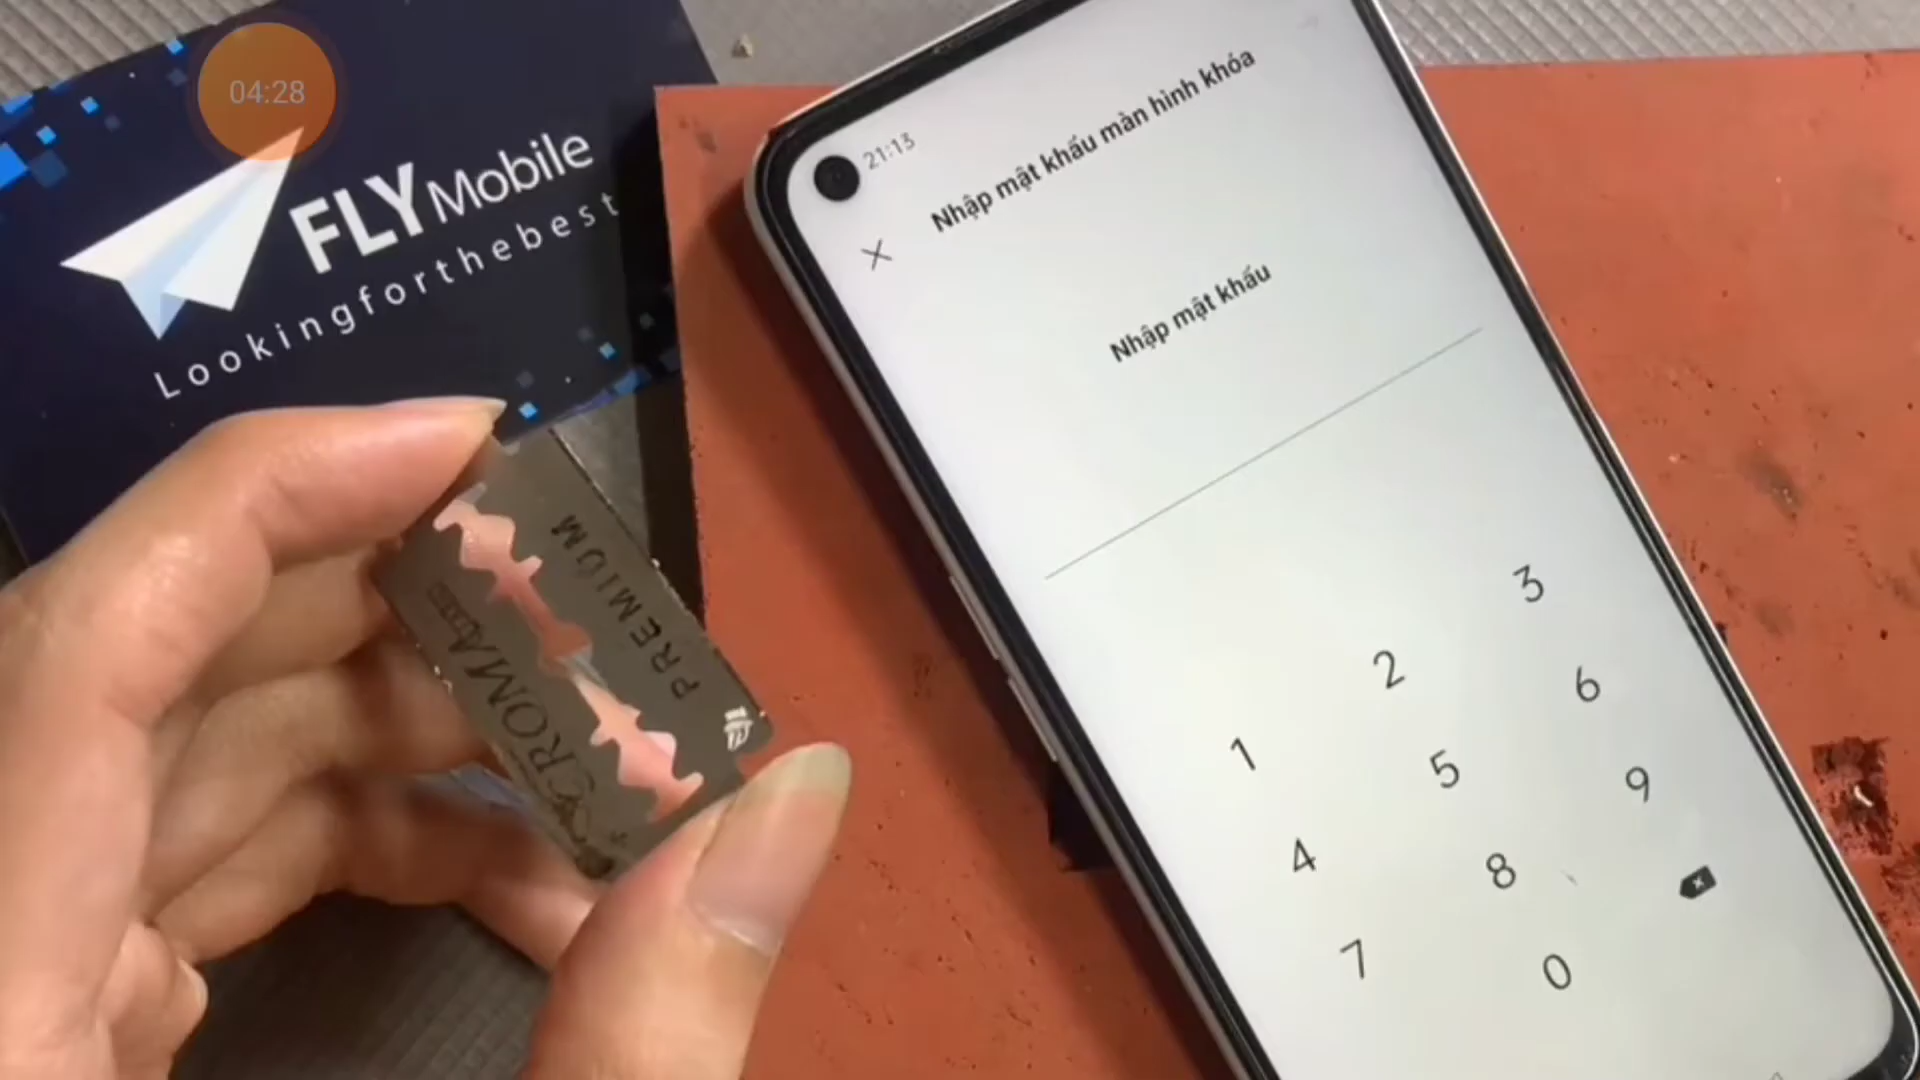 04:28
FLY Mobile
Lookingforthebest
21:13
Nhập mật khẩu màn hình khóa
Nhập mật khẩu
PREMIUM
1 2 3
4 5 6
7 8 9
0